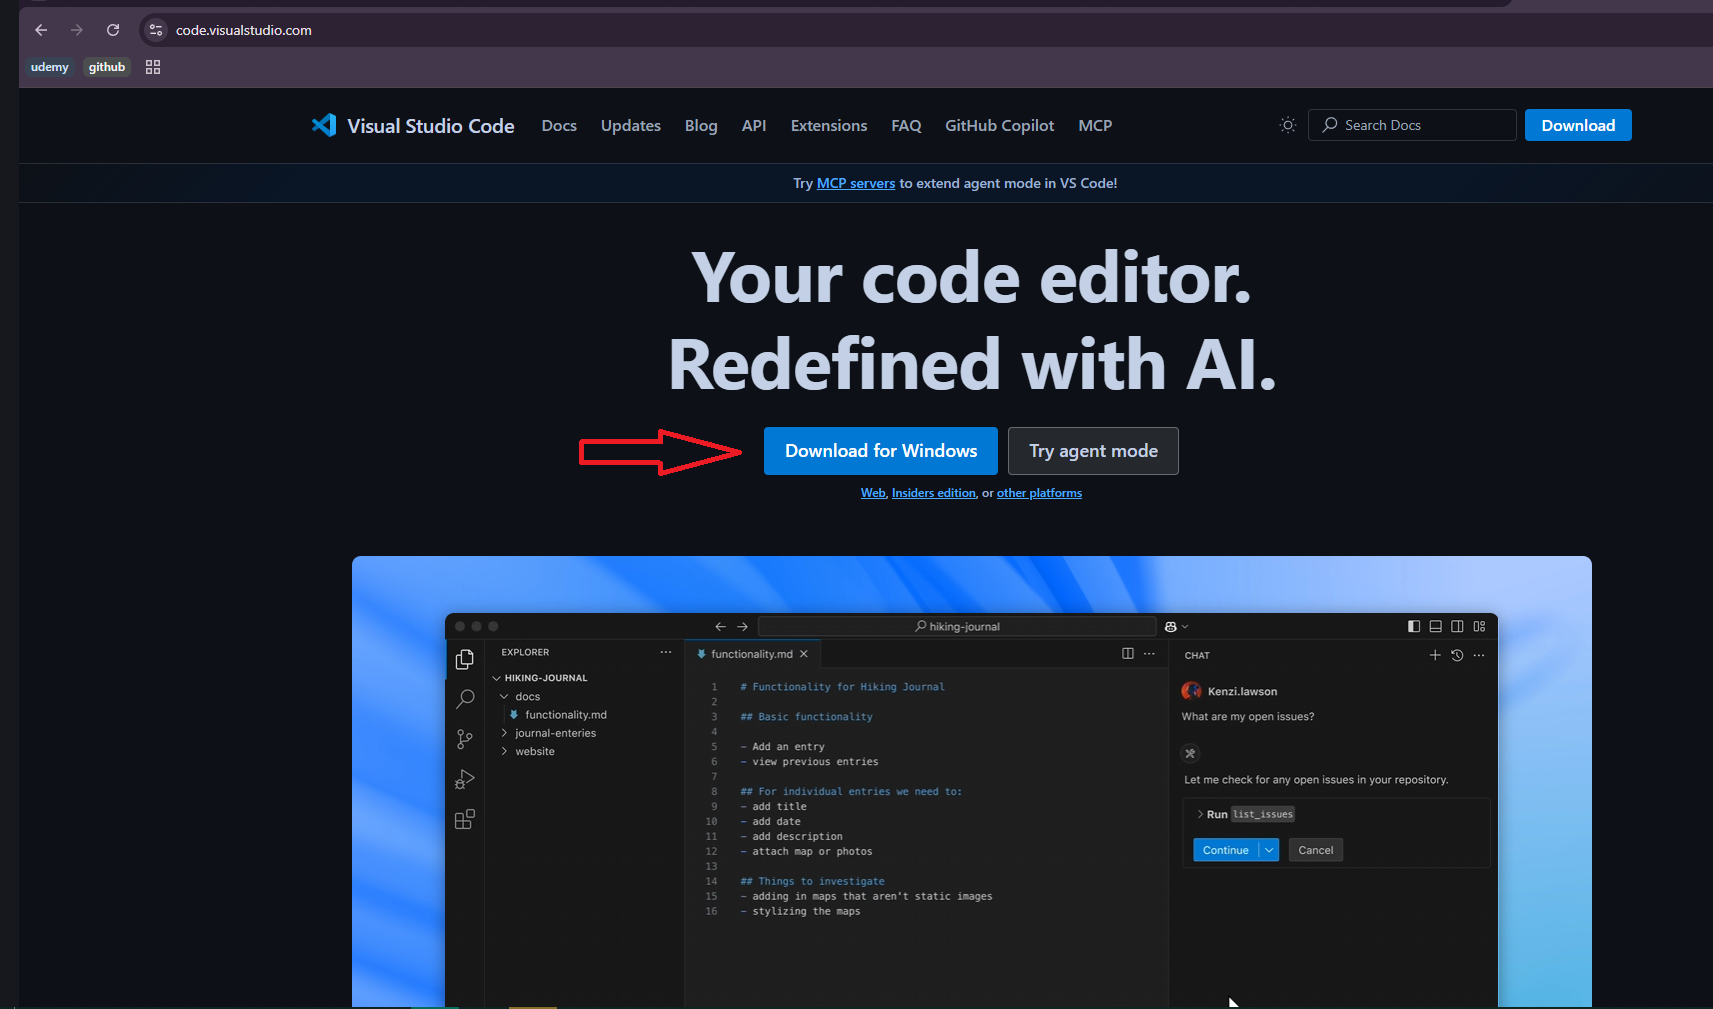 code.visualstudio.com
udemy github
Visual Studio Code Docs Updates Blog API Extensions FAQ GitHub Copilot MCP Search Docs Download
Try MCP servers to extend agent mode in VS Code!
Your code editor.
Redefined with AI.
Download for Windows Try agent mode
Web, Insiders edition, or other platforms
hiking-journal
EXPLORER
HIKING-JOURNAL
docs
functionality.md
journal-enteries
website
functionality.md
1 # Functionality for Hiking Journal
2
3 ## Basic functionality
4
5 - Add an entry
6 - view previous entries
7
8 ## For individual entries we need to:
9 - add title
10 - add date
11 - add description
12 - attach map or photos
13
14 ## Things to investigate
15 - adding in maps that aren't static images
16 - stylizing the maps
CHAT
Kenzi.lawson
What are my open issues?
Let me check for any open issues in your repository.
Run list_issues
Continue Cancel